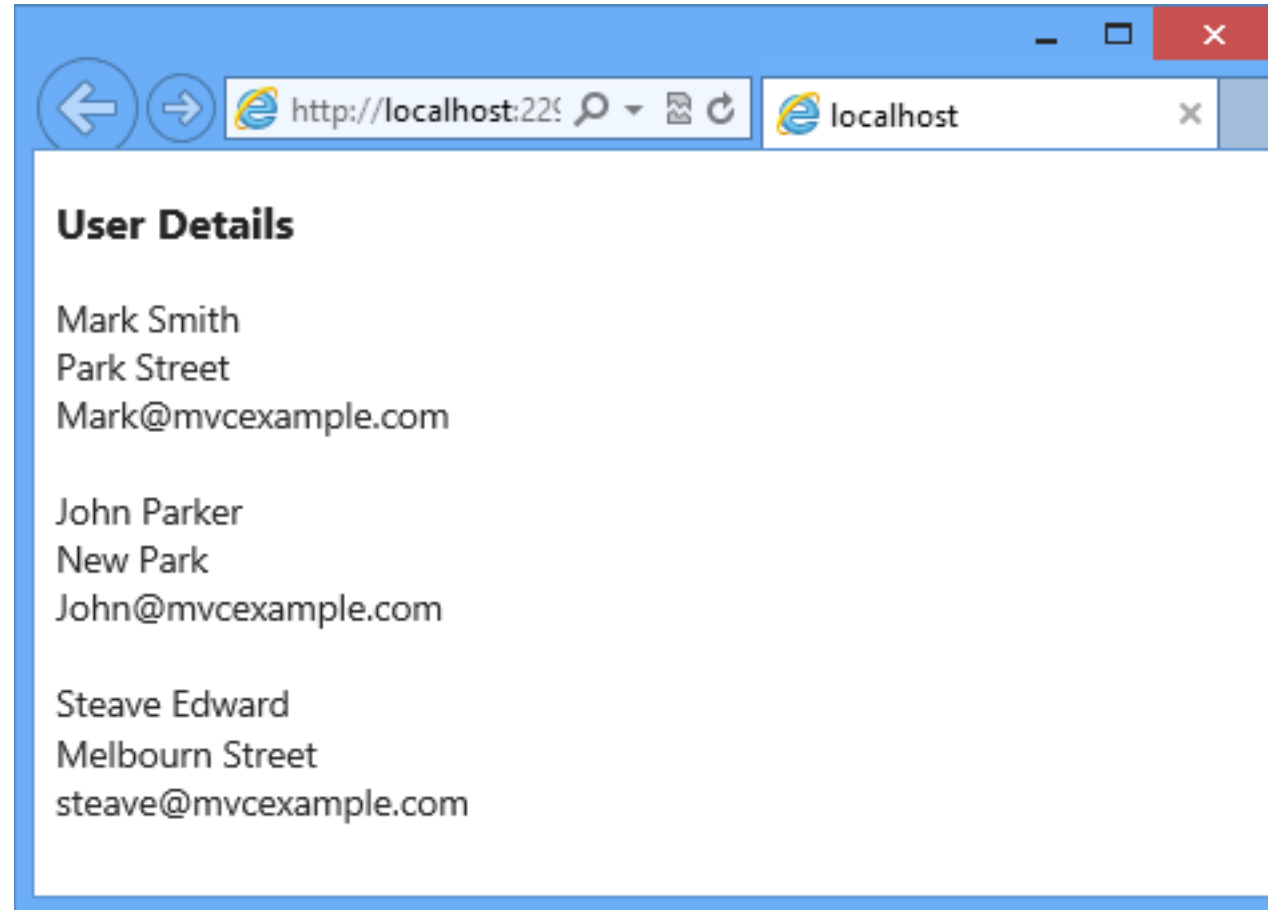 http://localhost:229
localhost
User Details
Mark Smith
Park Street
Mark@mvcexample.com
John Parker
New Park
John@mvcexample.com
Steave Edward
Melbourn Street
steave@mvcexample.com